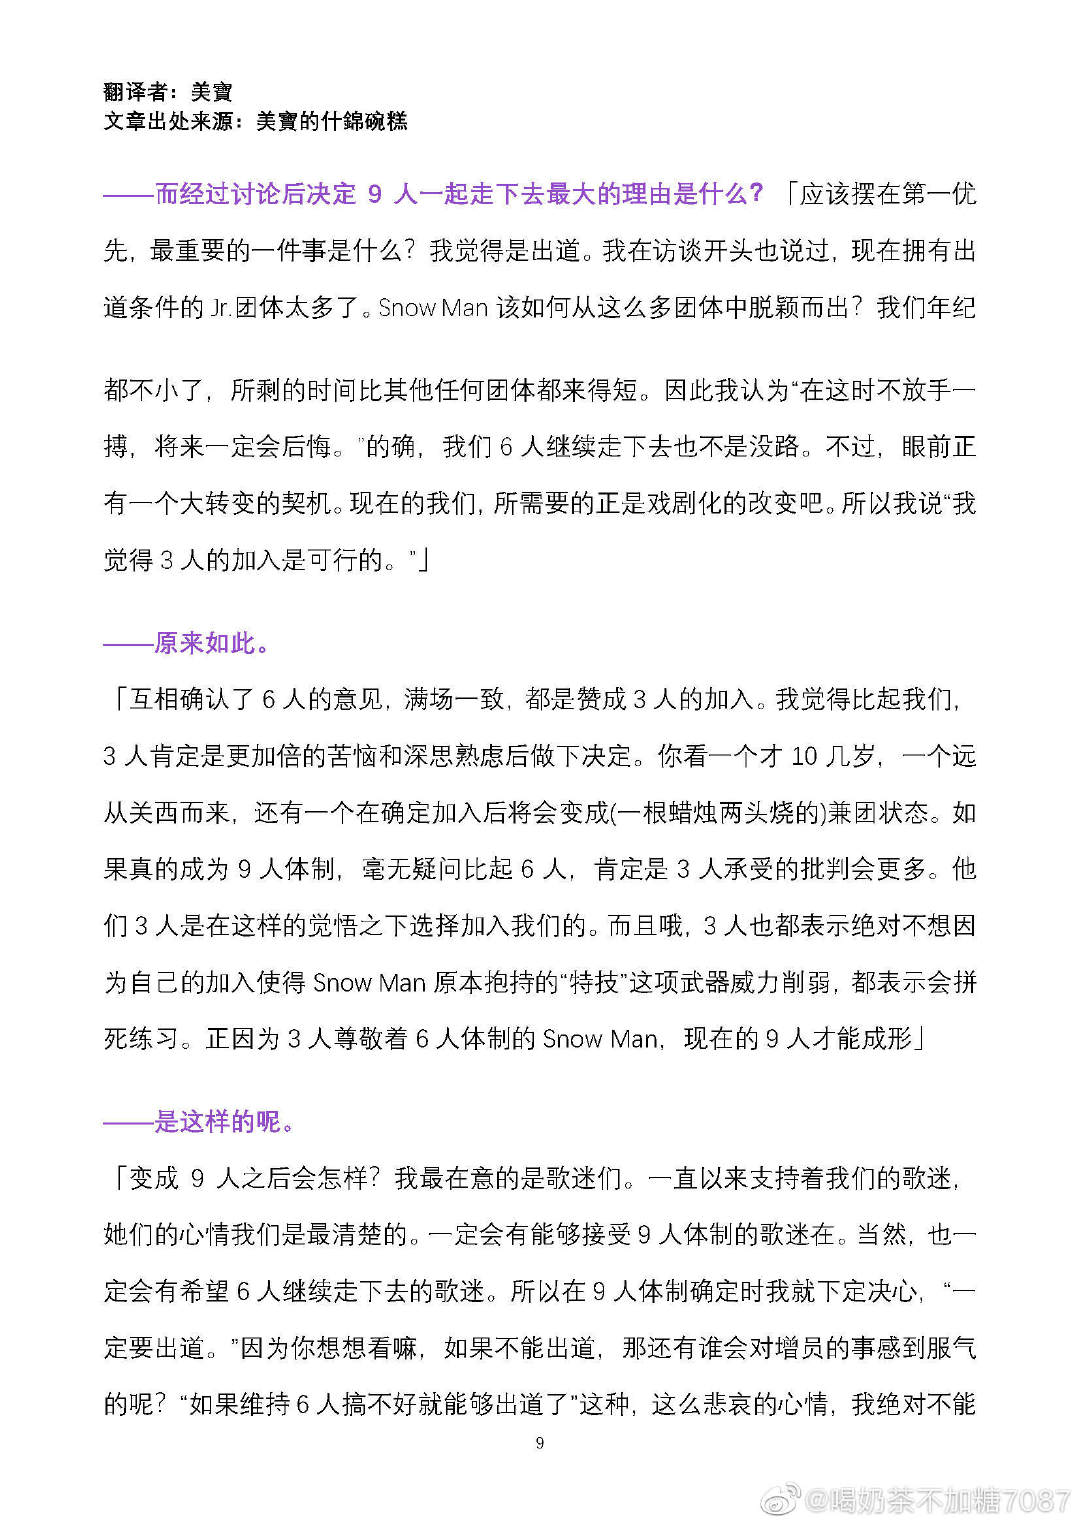 翻译者：美寶
文章出处来源：美寶的什錦碗糕
——而经过讨论后决定 9 人一起走下去最大的理由是什么？「应该摆在第一优
先，最重要的一件事是什么？我觉得是出道。我在访谈开头也说过，现在拥有出
道条件的 Jr.团体太多了。Snow Man 该如何从这么多团体中脱颖而出？我们年纪
都不小了，所剩的时间比其他任何团体都来得短。因此我认为“在这时不放手一
搏，将来一定会后悔。”的确，我们 6 人继续走下去也不是没路。不过，眼前正
有一个大转变的契机。现在的我们，所需要的正是戏剧化的改变吧。所以我说“我
觉得 3 人的加入是可行的。”」
——原来如此。
「互相确认了 6 人的意见，满场一致，都是赞成 3 人的加入。我觉得比起我们，
3 人肯定是更加倍的苦恼和深思熟虑后做下决定。你看一个才 10 几岁，一个远
从关西而来，还有一个在确定加入后将会变成(一根蜡烛两头烧的)兼团状态。如
果真的成为 9 人体制，毫无疑问比起 6 人，肯定是 3 人承受的批判会更多。他
们 3 人是在这样的觉悟之下选择加入我们的。而且哦，3 人也都表示绝对不想因
为自己的加入使得 Snow Man 原本抱持的“特技”这项武器威力削弱，都表示会拼
死练习。正因为 3 人尊敬着 6 人体制的 Snow Man，现在的 9 人才能成形」
——是这样的呢。
「变成 9 人之后会怎样？我最在意的是歌迷们。一直以来支持着我们的歌迷，
她们的心情我们是最清楚的。一定会有能够接受 9 人体制的歌迷在。当然，也一
定会有希望 6 人继续走下去的歌迷。所以在 9 人体制确定时我就下定决心，“一
定要出道。”因为你想想看嘛，如果不能出道，那还有谁会对增员的事感到服气
的呢？“如果维持 6 人搞不好就能够出道了”这种，这么悲哀的心情，我绝对不能
9
@喝奶茶不加糖7087